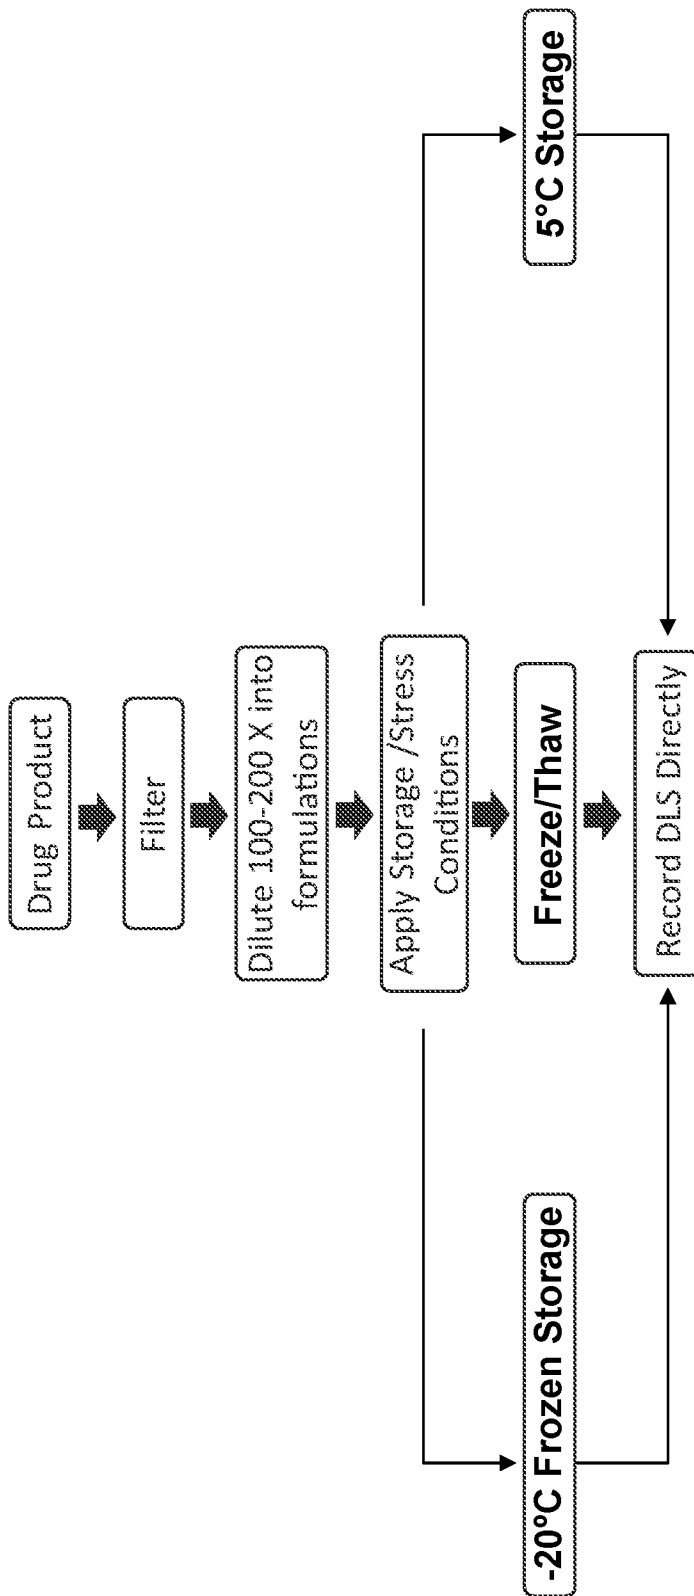 Drug Product
Filter
Dilute 100-200 X into
formulations
Apply Storage /Stress
Conditions
-20ºC Frozen Storage
Freeze/Thaw
5°C Storage
Record DLS Directly